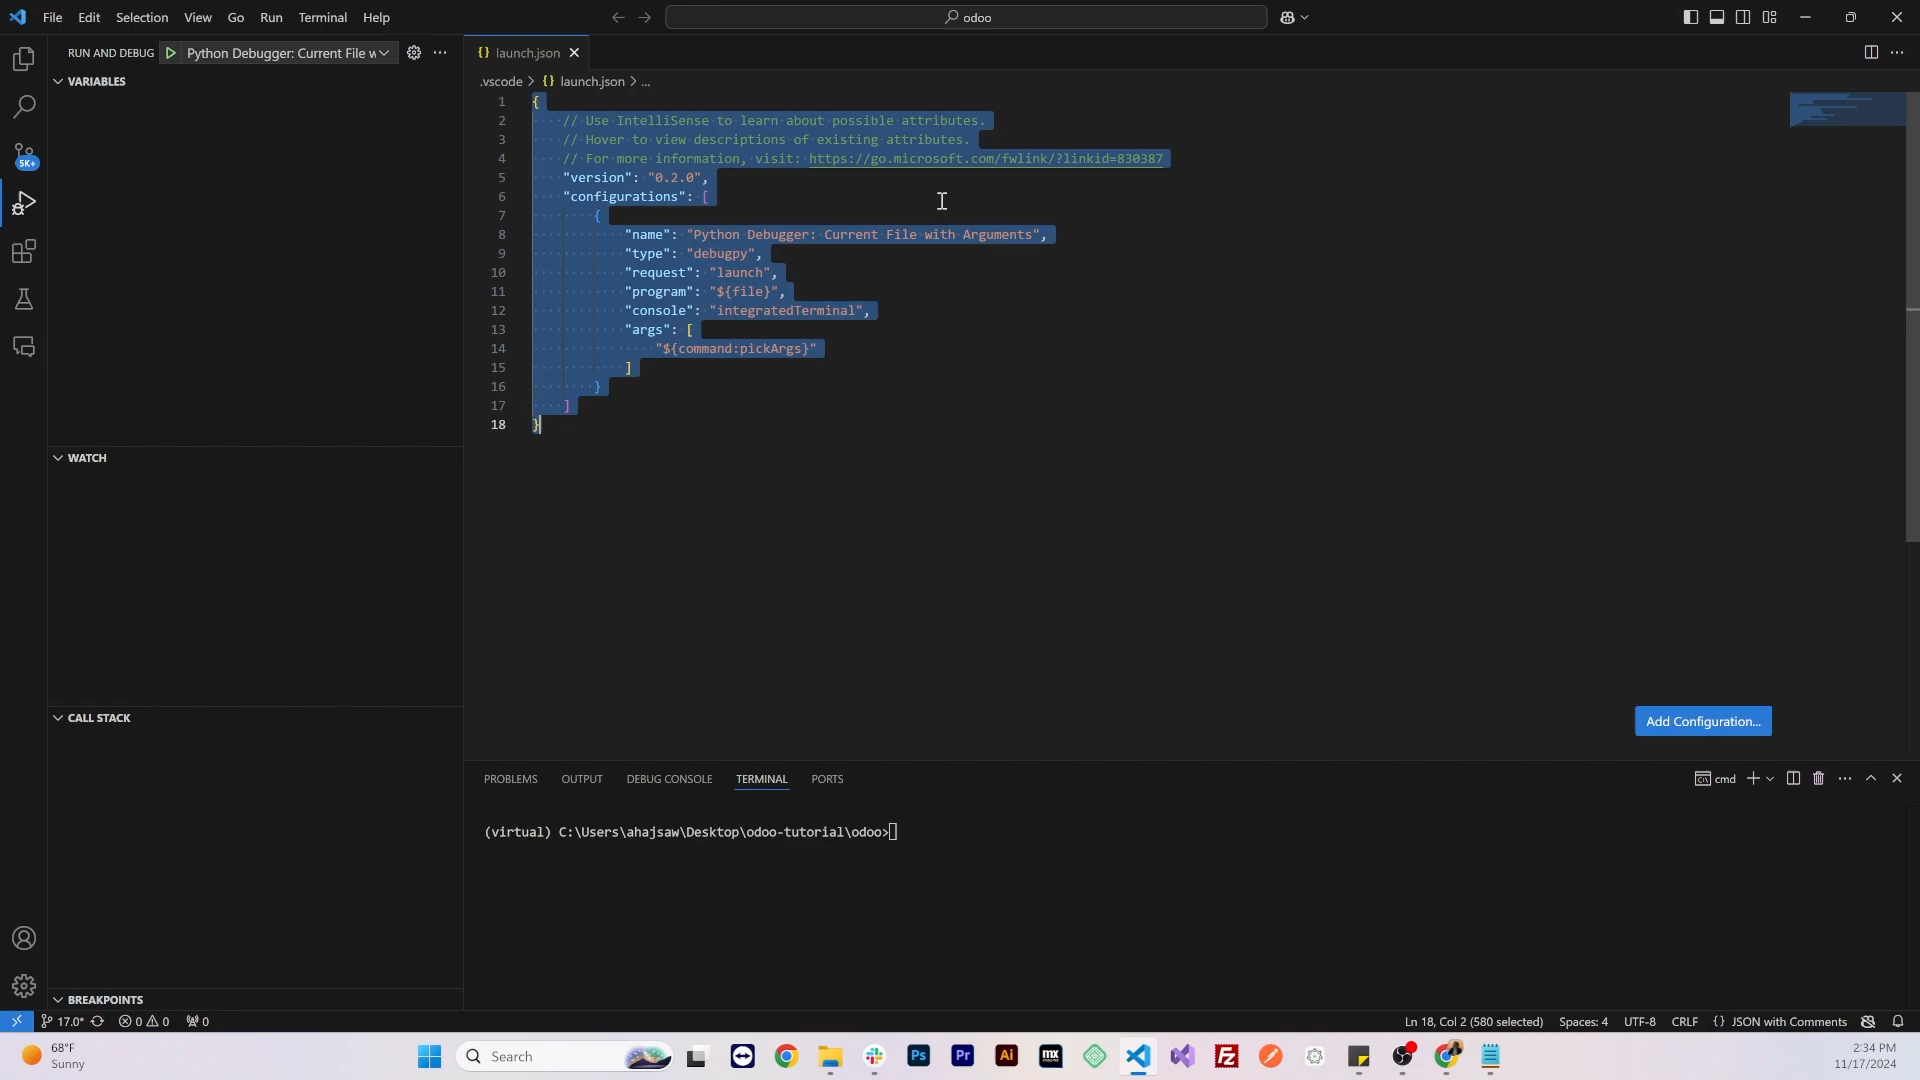 File Edit Selection View Go Run Terminal Help
odoo
RUN AND DEBUG Python Debugger: Current File w
launch.json
VARIABLES
.vscode > launch.json > ...
1 {
2 // Use IntelliSense to learn about possible attributes.
3 // Hover to view descriptions of existing attributes.
4 // For more information, visit: https://go.microsoft.com/fwlink/?linkid=830387
5 "version": "0.2.0",
6 "configurations": [
7 {
8 "name": "Python Debugger: Current File with Arguments",
9 "type": "debugpy",
10 "request": "launch",
11 "program": "${file}",
12 "console": "integratedTerminal",
13 "args": [
14 "${command:pickArgs}"
15 ]
16 }
17 ]
18 }
5K+
WATCH
CALL STACK
BREAKPOINTS
Add Configuration...
PROBLEMS OUTPUT DEBUG CONSOLE TERMINAL PORTS
cmd
(virtual) C:\Users\ahajsaw\Desktop\odoo-tutorial\odoo>
17.0* 0 0 0
Ln 18, Col 2 (580 selected) Spaces: 4 UTF-8 CRLF {} JSON with Comments
68°F
Sunny
Search
Ps Pr Ai mx Fz
2:34 PM
11/17/2024